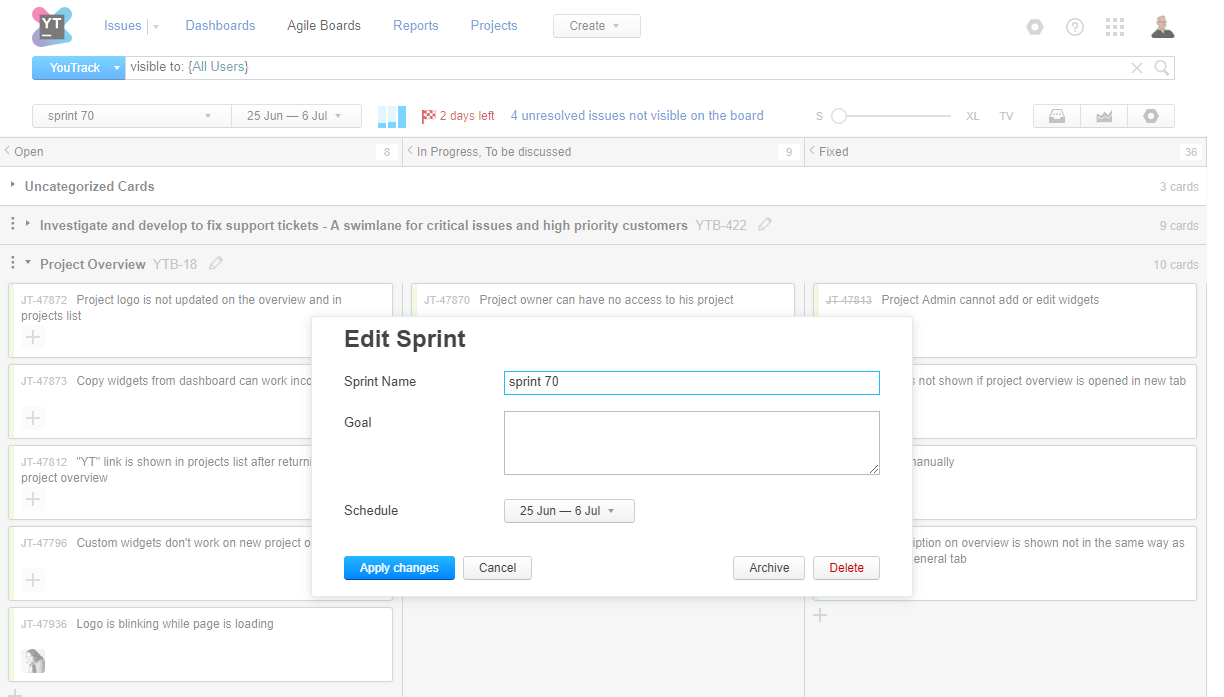 YT
Issues
Dashboards
Agile Boards
Reports
Projects
Create
YouTrack
visible to: {All Users}
sprint 70
25 Jun — 6 Jul
2 days left
4 unresolved issues not visible on the board
S
XL
TV
Open
8
In Progress, To be discussed
9
Fixed
36
Uncategorized Cards
3 cards
Investigate and develop to fix support tickets - A swimlane for critical issues and high priority customers YTB-422
9 cards
Project Overview YTB-18
10 cards
JT-47872 Project logo is not updated on the overview and in
projects list
JT-47870 Project owner can have no access to his project
JT-47813 Project Admin cannot add or edit widgets
JT-47873 Copy widgets from dashboard can work inco
s not shown if project overview is opened in new tab
JT-47812 "YT" link is shown in projects list after returni
project overview
manually
JT-47796 Custom widgets don't work on new project o
iption on overview is shown not in the same way as
eneral tab
JT-47936 Logo is blinking while page is loading
Edit Sprint
Sprint Name
sprint 70
Goal
Schedule
25 Jun — 6 Jul
Apply changes
Cancel
Archive
Delete